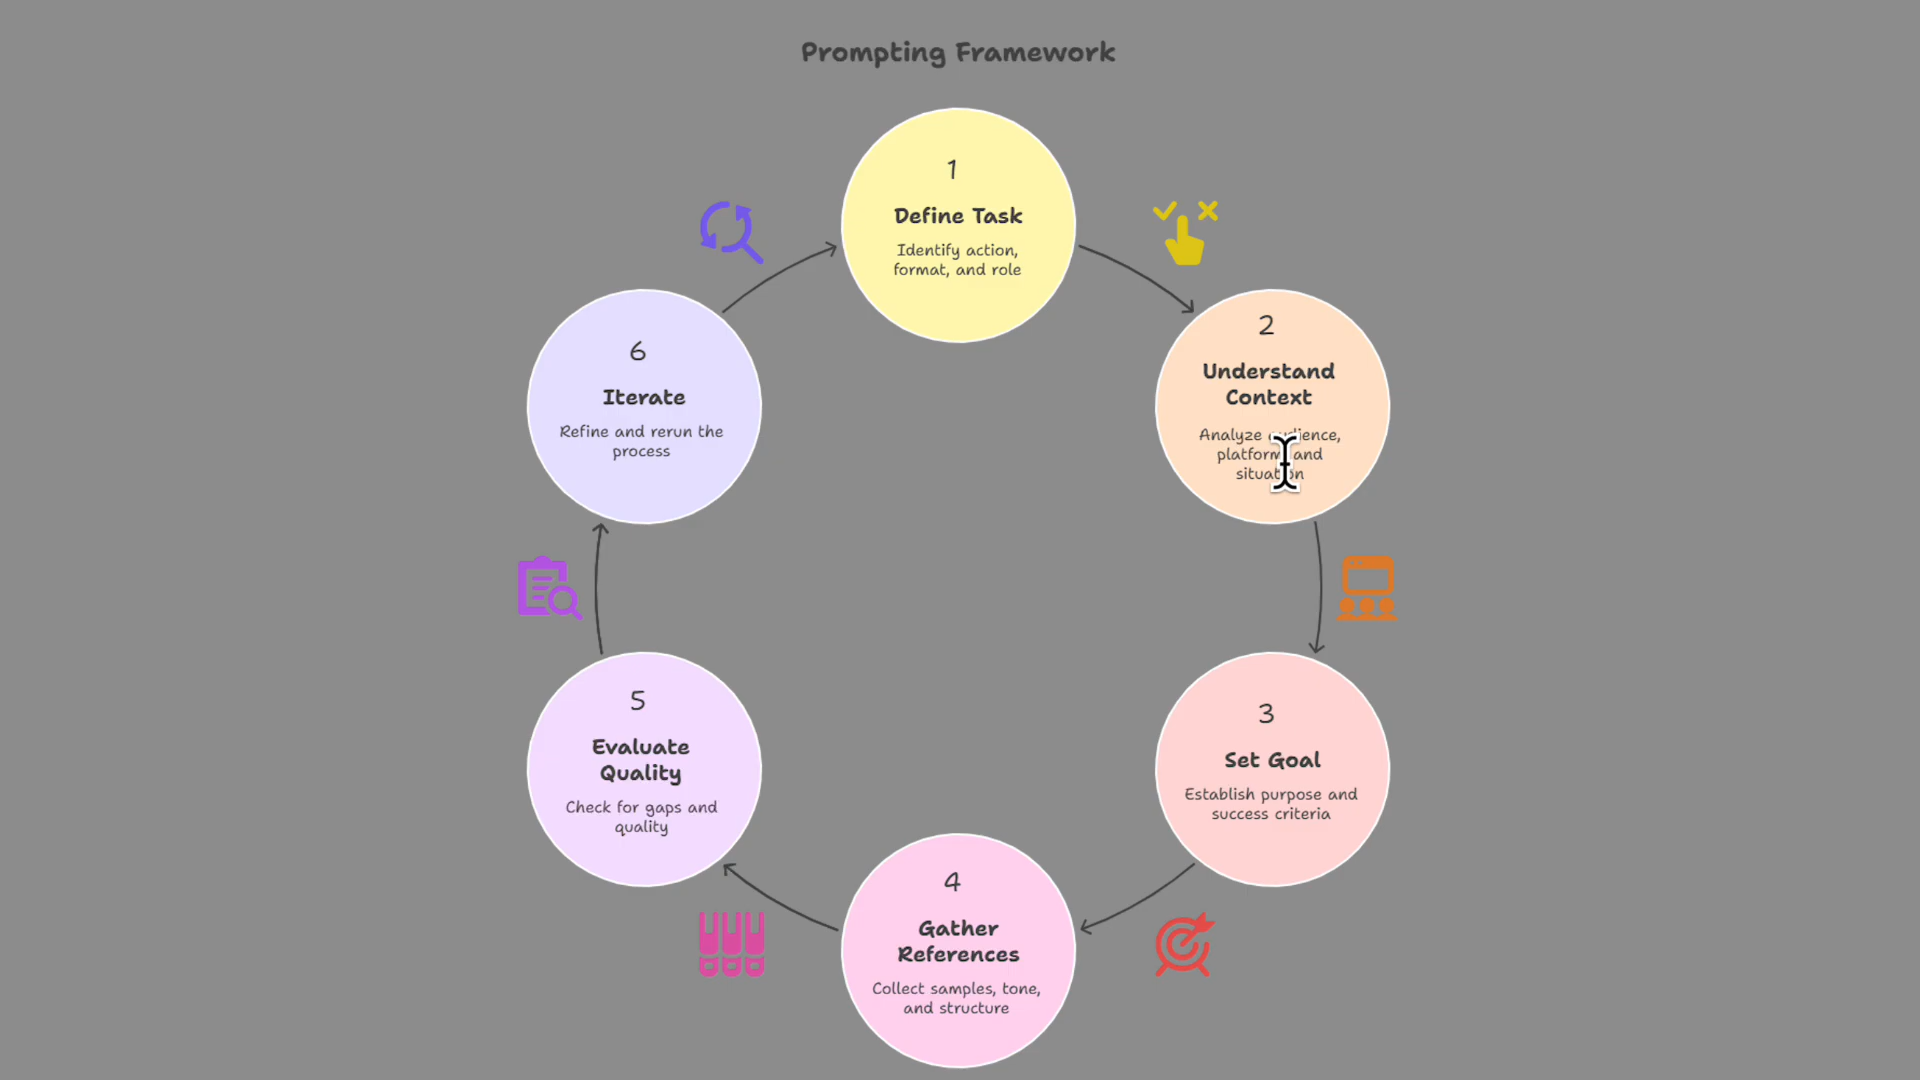 Prompting Framework
1
Define Task
Identify action,
format, and role
2
Understand
Context
Analyze audience,
platform, and
situation
3
Set Goal
Establish purpose and
success criteria
4
Gather
References
Collect samples, tone,
and structure
5
Evaluate
Quality
Check for gaps and
quality
6
Iterate
Refine and rerun the
process